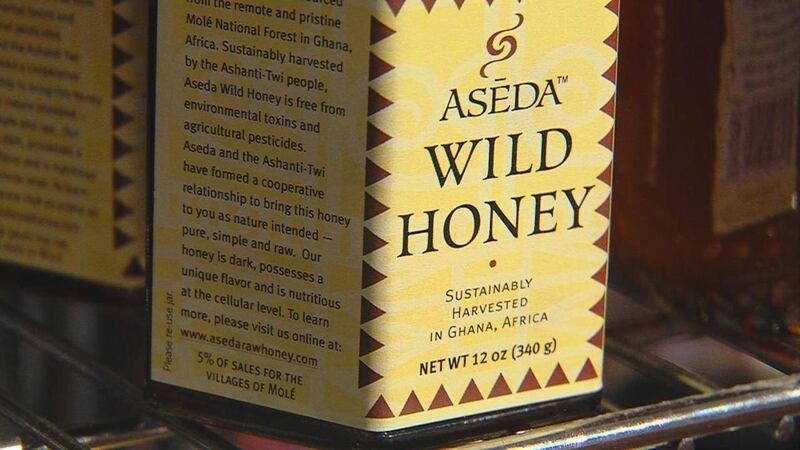 from the remote and pristine
Molé National Forest in Ghana,
Africa. Sustainably harvested
by the Ashanti-Twi people,
Aseda Wild Honey is free from
environmental toxins and
agricultural pesticides.
Aseda and the Ashanti-Twi
have formed a cooperative
relationship to bring this honey
to you as nature intended —
pure, simple and raw. Our
honey is dark, possesses a
unique flavor and is nutritious
at the cellular level. To learn
more, please visit us online at:
www.asedarawhoney.com
5% OF SALES FOR THE
VILLAGES OF MOLÉ
Please re-use jar.
ASĒDA™
WILD
HONEY
SUSTAINABLY
HARVESTED
IN GHANA, AFRICA
NET WT 12 oz (340 g)